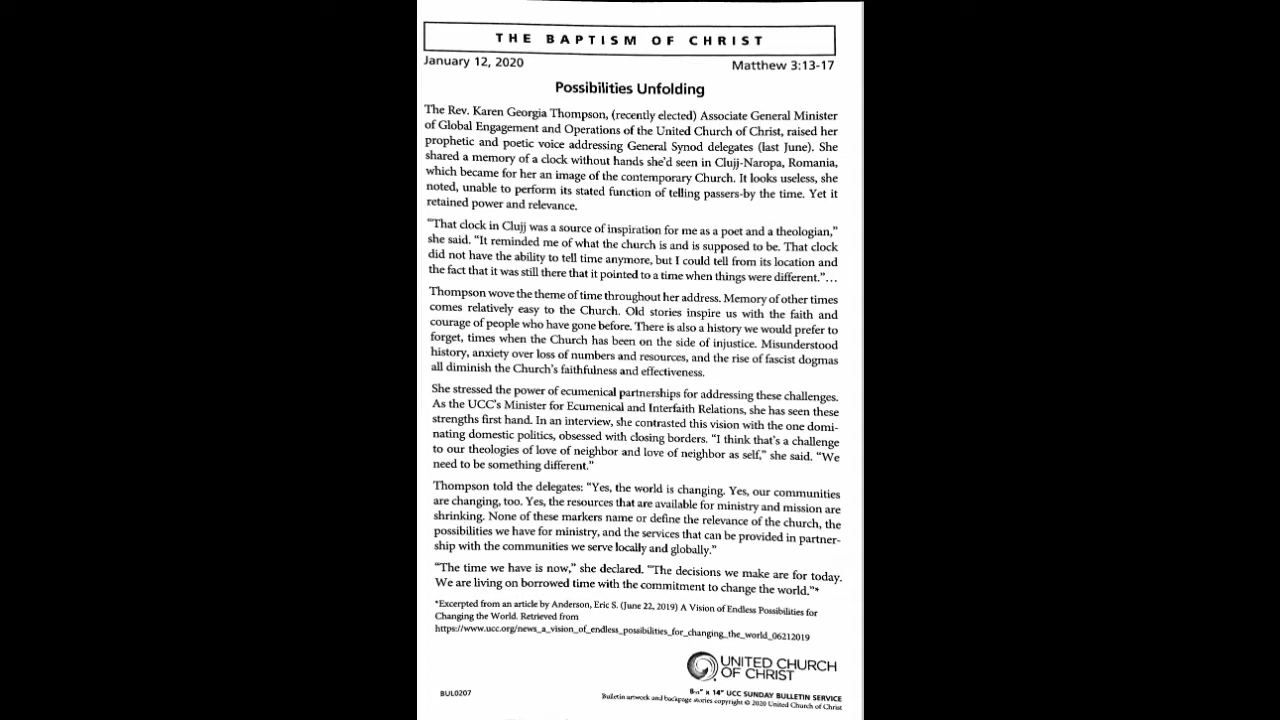 THE BAPTISM OF CHRIST
January 12, 2020
Matthew 3:13-17
Possibilities Unfolding
The Rev. Karen Georgia Thompson, (recently elected) Associate General Minister
of Global Engagement and Operations of the United Church of Christ, raised her
prophetic and poetic voice addressing General Synod delegates (last June). She
shared a memory of a clock without hands she’d seen in Clujj-Naropa, Romania,
which became for her an image of the contemporary Church. It looks useless, she
noted, unable to perform its stated function of telling passers-by the time. Yet it
retained power and relevance.
“That clock in Clujj was a source of inspiration for me as a poet and a theologian,”
she said. “It reminded me of what the church is and is supposed to be. That clock
did not have the ability to tell time anymore, but I could tell from its location and
the fact that it was still there that it pointed to a time when things were different.”…
Thompson wove the theme of time throughout her address. Memory of other times
comes relatively easy to the Church. Old stories inspire us with the faith and
courage of people who have gone before. There is also a history we would prefer to
forget, times when the Church has been on the side of injustice. Misunderstood
history, anxiety over loss of numbers and resources, and the rise of fascist dogmas
all diminish the Church’s faithfulness and effectiveness.
She stressed the power of ecumenical partnerships for addressing these challenges.
As the UCC’s Minister for Ecumenical and Interfaith Relations, she has seen these
strengths first hand. In an interview, she contrasted this vision with the one domi-
nating domestic politics, obsessed with closing borders. “I think that’s a challenge
to our theologies of love of neighbor and love of neighbor as self,” she said. “We
need to be something different.”
Thompson told the delegates: “Yes, the world is changing. Yes, our communities
are changing, too. Yes, the resources that are available for ministry and mission are
shrinking. None of these markers name or define the relevance of the church, the
possibilities we have for ministry, and the services that can be provided in partner-
ship with the communities we serve locally and globally.”
“The time we have is now,” she declared. “The decisions we make are for today.
We are living on borrowed time with the commitment to change the world.”*
*Excerpted from an article by Anderson, Eric S. (June 22, 2019) A Vision of Endless Possibilities for
Changing the World. Retrieved from
https://www.ucc.org/news_a_vision_of_endless_possibilities_for_changing_the_world_06212019
UNITED CHURCH
OF CHRIST
BUL0207
x 14" UCC SUNDAY BULLETIN SERVICE
Bulletin artwork and backpage stories copyright © 2020 United Church of Christ